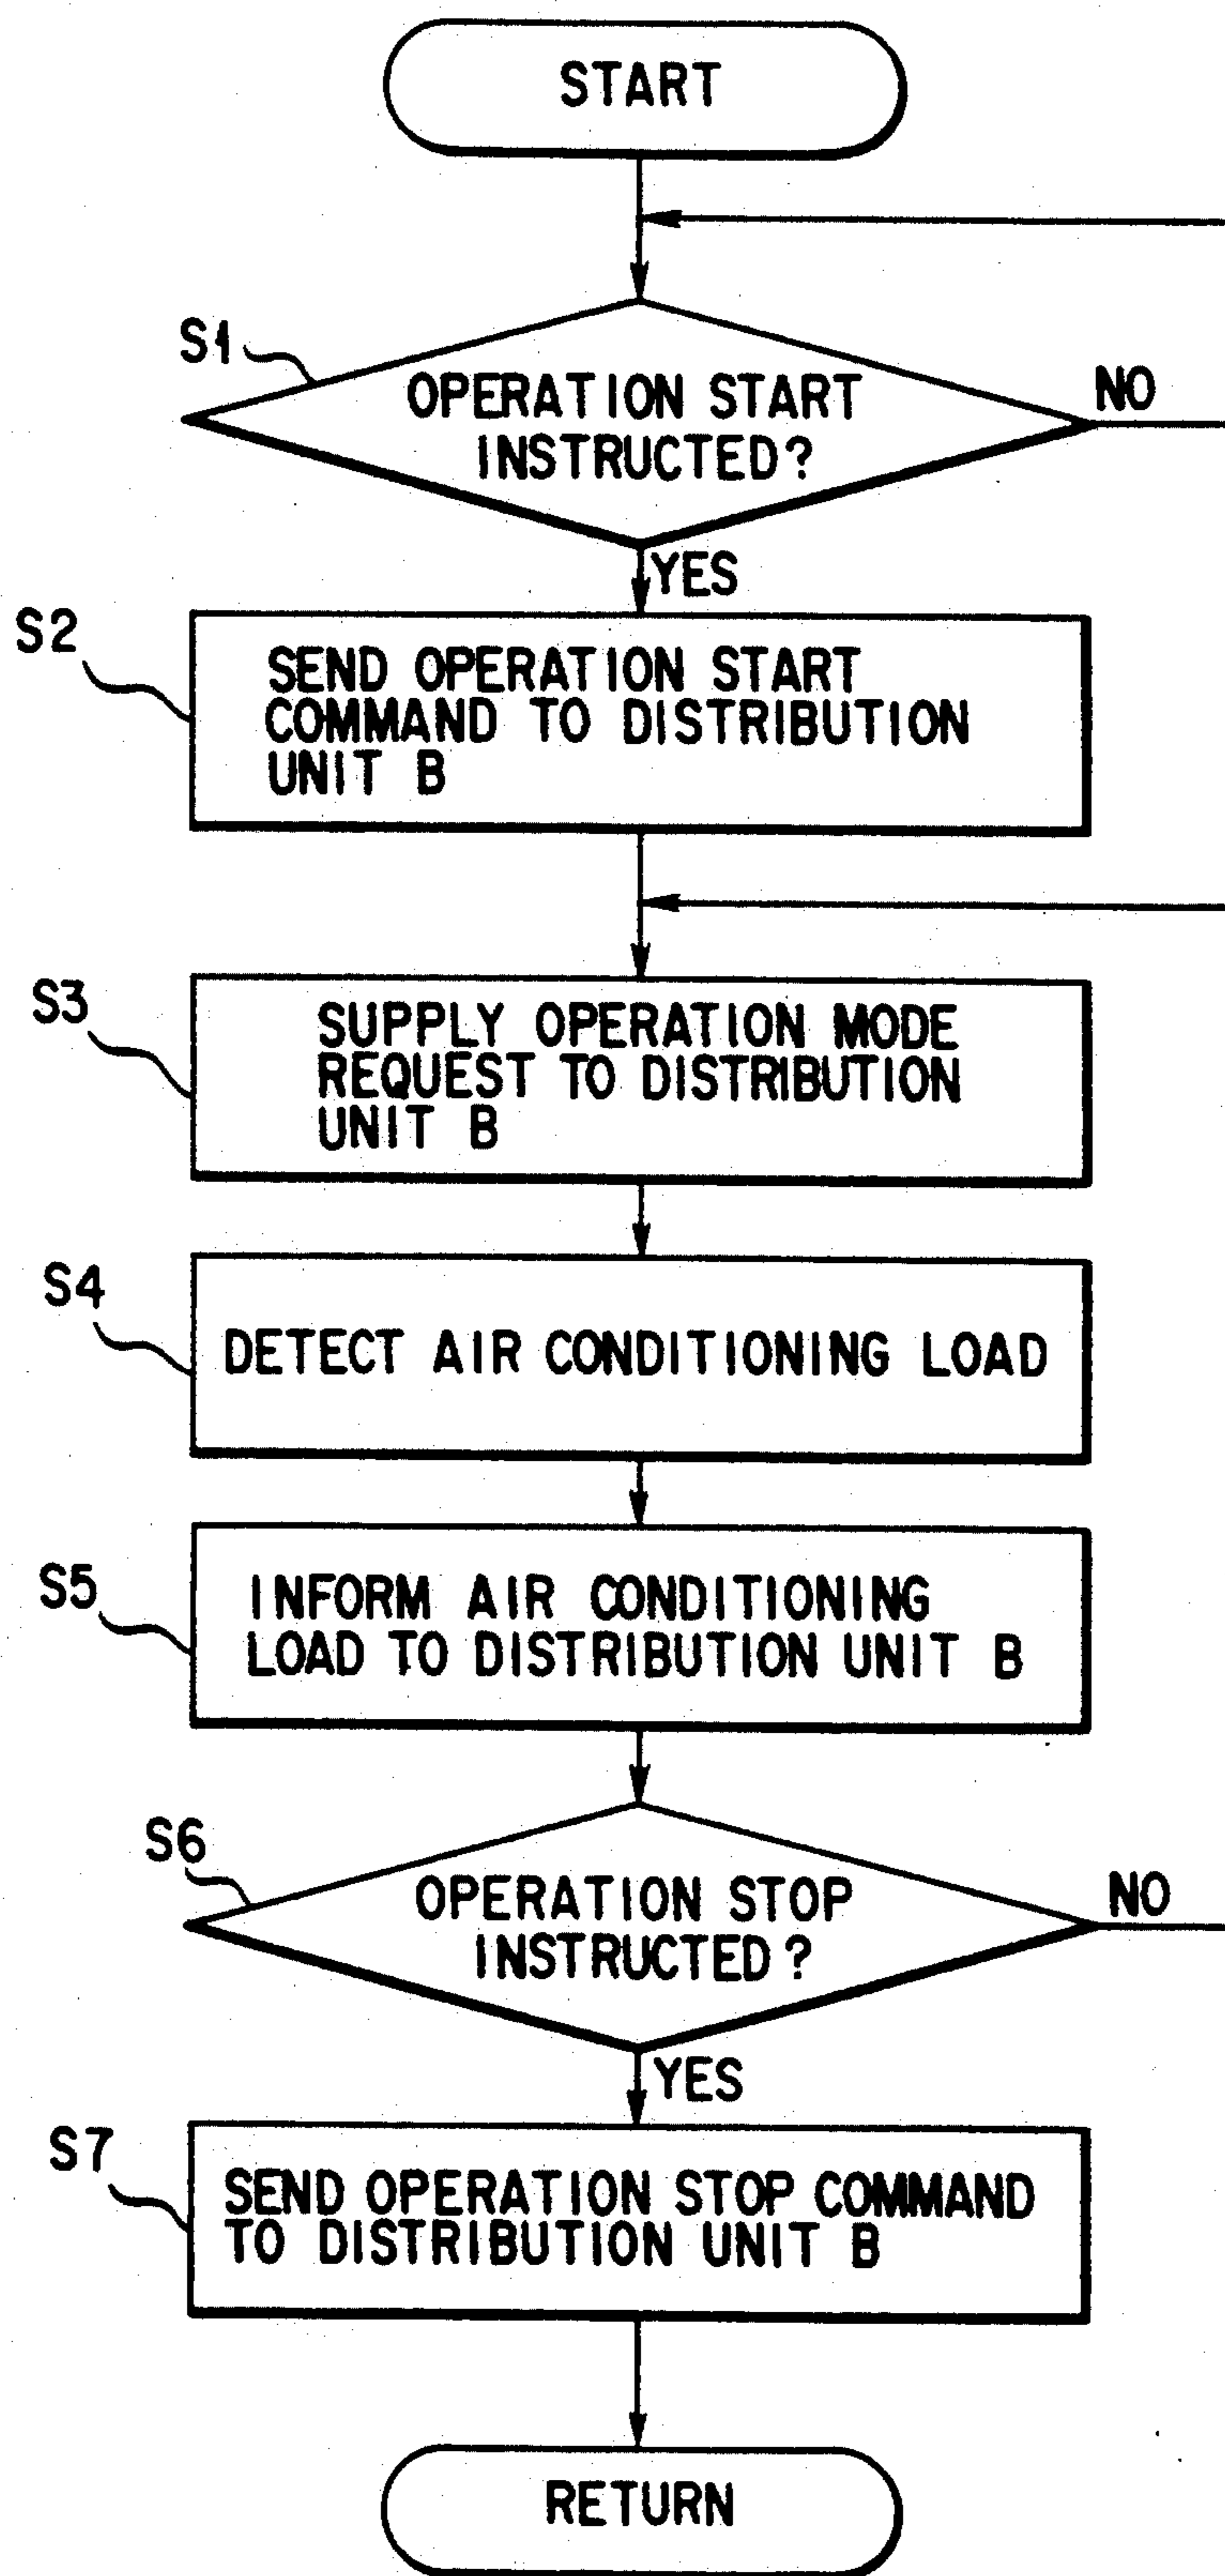 START
S1
OPERATION START
INSTRUCTED?
NO
YES
S2
SEND OPERATION START
COMMAND TO DISTRIBUTION
UNIT B
S3
SUPPLY OPERATION MODE
REQUEST TO DISTRIBUTION
UNIT B
S4
DETECT AIR CONDITIONING LOAD
S5
INFORM AIR CONDITIONING
LOAD TO DISTRIBUTION UNIT B
S6
OPERATION STOP
INSTRUCTED?
NO
YES
S7
SEND OPERATION STOP COMMAND
TO DISTRIBUTION UNIT B
RETURN